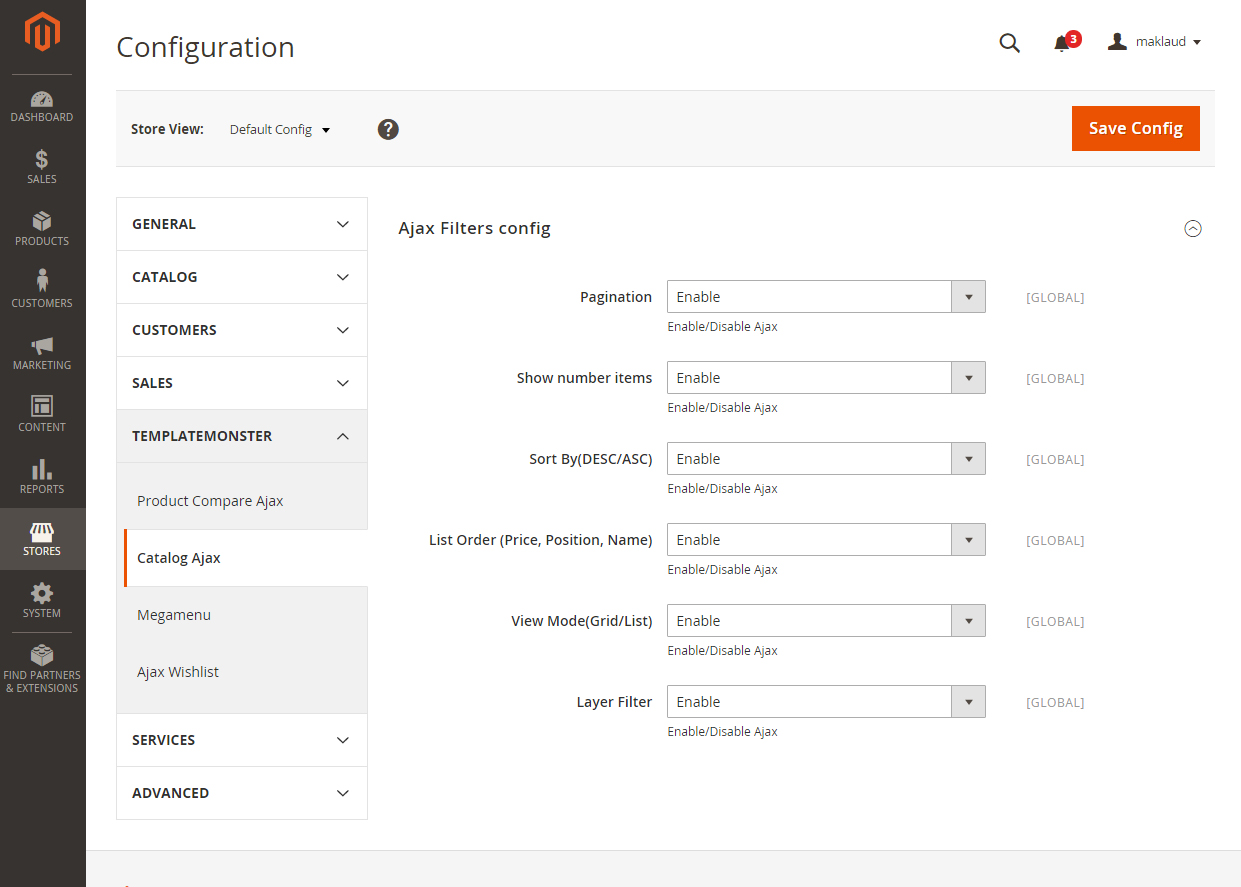 Configuration
3
maklaud
DASHBOARD
SALES
PRODUCTS
CUSTOMERS
MARKETING
CONTENT
REPORTS
STORES
SYSTEM
FIND PARTNERS
& EXTENSIONS
Store View:
Default Config
?
Save Config
GENERAL
CATALOG
CUSTOMERS
SALES
TEMPLATEMONSTER
Product Compare Ajax
Catalog Ajax
Megamenu
Ajax Wishlist
SERVICES
ADVANCED
Ajax Filters config
Pagination Enable [GLOBAL]
Enable/Disable Ajax
Show number items Enable [GLOBAL]
Enable/Disable Ajax
Sort By(DESC/ASC) Enable [GLOBAL]
Enable/Disable Ajax
List Order (Price, Position, Name) Enable [GLOBAL]
Enable/Disable Ajax
View Mode(Grid/List) Enable [GLOBAL]
Enable/Disable Ajax
Layer Filter Enable [GLOBAL]
Enable/Disable Ajax